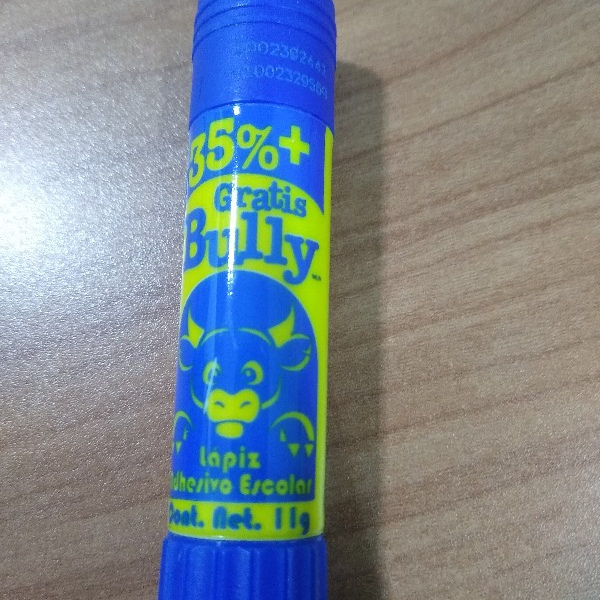 35%+
Gratis
Bully
Lápiz
Adhesivo Escolar
Cont. Net. 11g